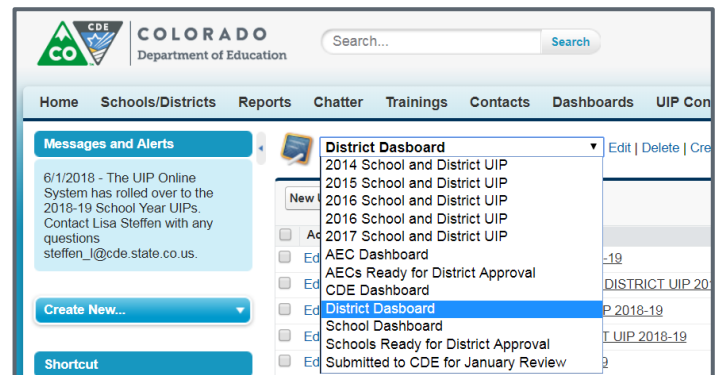 CDE
CO
COLORADO
Department of Education
Search...
Search
Home Schools/Districts Reports Chatter Trainings Contacts Dashboards UIP Con
Messages and Alerts
6/1/2018 - The UIP Online
System has rolled over to the
2018-19 School Year UIPs.
Contact Lisa Steffen with any
questions
steffen_l@cde.state.co.us.
Create New...
Shortcut
District Dasboard
Edit | Delete | Cre
2014 School and District UIP
2015 School and District UIP
2016 School and District UIP
2016 School and District UIP
2017 School and District UIP
AEC Dashboard
AECs Ready for District Approval
CDE Dashboard
District Dasboard
School Dashboard
Schools Ready for District Approval
Submitted to CDE for January Review
New
Ed -19
Ed DISTRICT UIP 20
Ed P 2018-19
Ed T UIP 2018-19
Ed 9